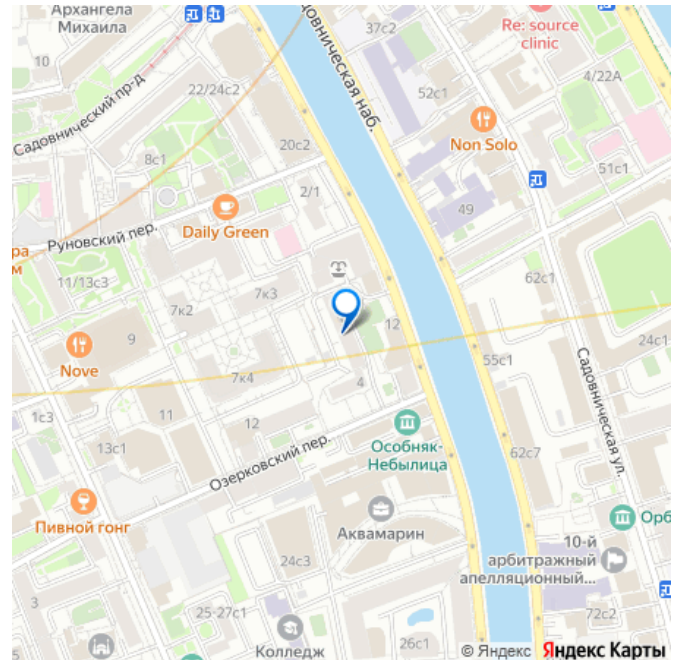 Архангела
Михаила
10
Садовнический пр-д
22/24с2
8с1
Садовническая наб.
37с2
Re: source
clinic
4/22А
52с1
Non Solo
51с1
20с2
2/1
49
Daily Green
Руновский пер.
11/13с3
7к3
7к2
62с1
12
24с1
Nove
9
7к4
55с1
Садовническая ул.
4
1с3
11
12
13с1
Озерковский пер.
Особняк-
Небылица
62с7
Пивной гонг
Аквамарин
10-й
арбитражный
апелляционный...
24с3
3
25-27с1
72с2
Колледж
26с1
© Яндекс Яндекс Карты